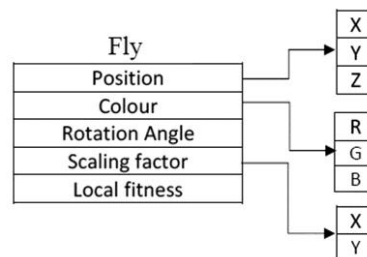 Fly
Position
Colour
Rotation Angle
Scaling factor
Local fitness
X
Y
Z
R
G
B
X
Y